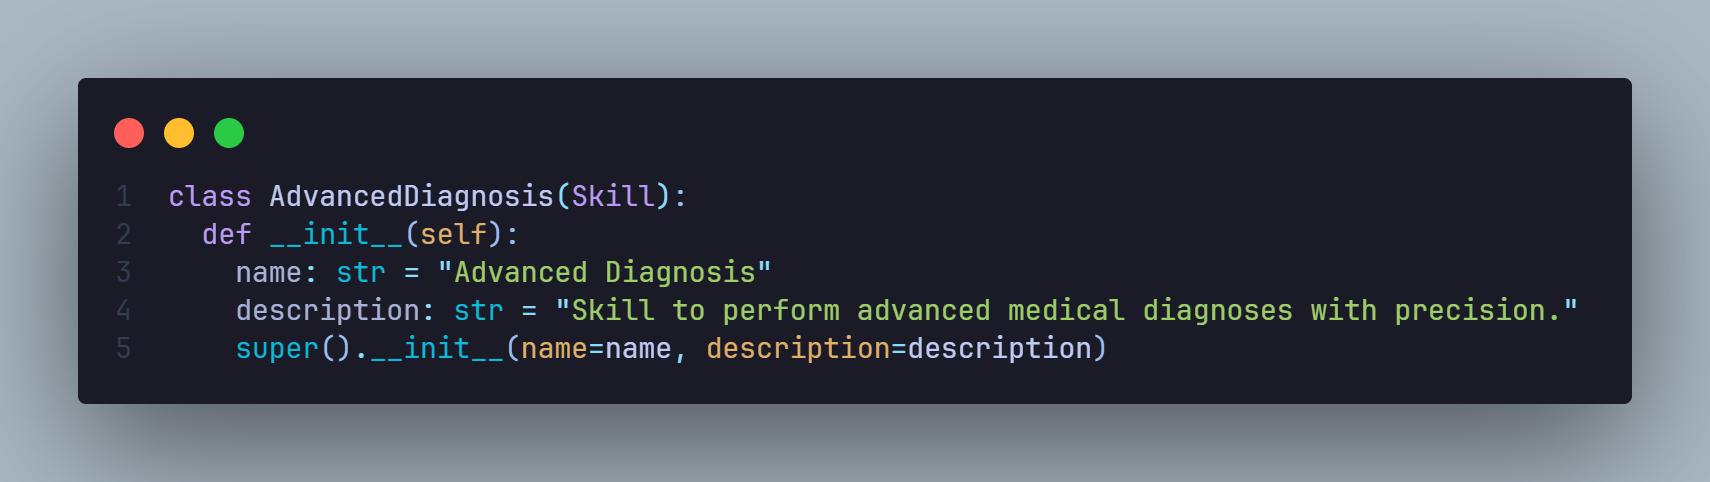 1 class AdvancedDiagnosis(Skill):
2   def __init__(self):
3     name: str = "Advanced Diagnosis"
4     description: str = "Skill to perform advanced medical diagnoses with precision."
5     super().__init__(name=name, description=description)